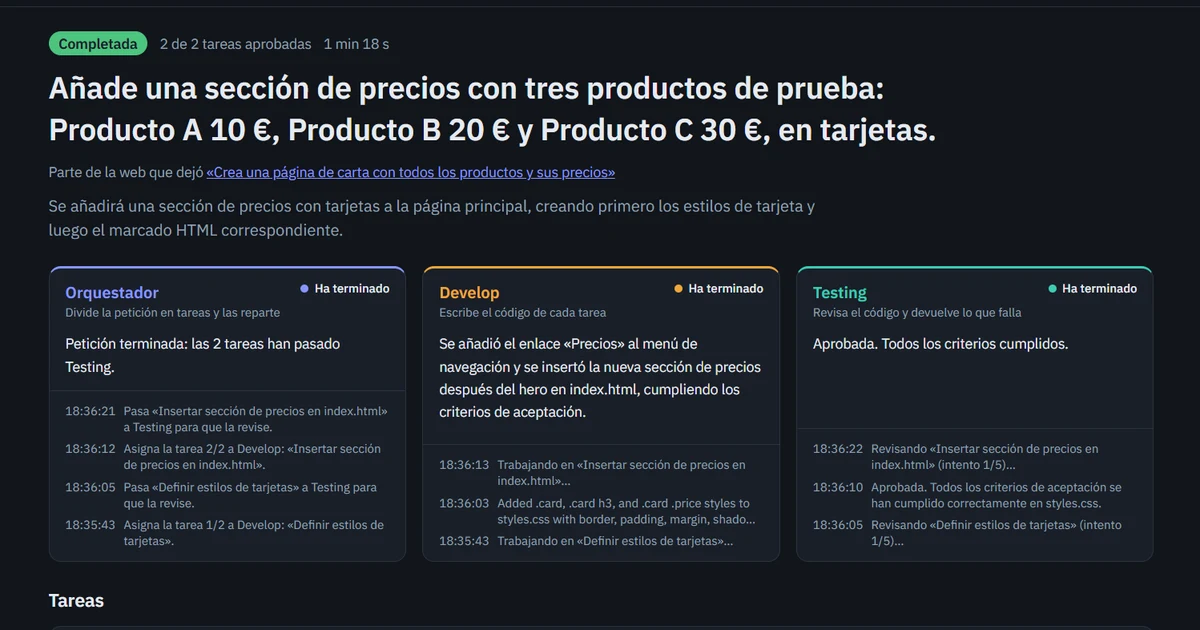 Completada 2 de 2 tareas aprobadas 1 min 18 s
Añade una sección de precios con tres productos de prueba:
Producto A 10 €, Producto B 20 € y Producto C 30 €, en tarjetas.
Parte de la web que dejó «Crea una página de carta con todos los productos y sus precios»
Se añadirá una sección de precios con tarjetas a la página principal, creando primero los estilos de tarjeta y
luego el marcado HTML correspondiente.
Orquestador Ha terminado
Divide la petición en tareas y las reparte
Petición terminada: las 2 tareas han pasado
Testing.
18:36:21 Pasa «Insertar sección de precios en index.html»
a Testing para que la revise.
18:36:12 Asigna la tarea 2/2 a Develop: «Insertar sección
de precios en index.html».
18:36:05 Pasa «Definir estilos de tarjetas» a Testing para
que la revise.
18:35:43 Asigna la tarea 1/2 a Develop: «Definir estilos de
tarjetas».
Develop Ha terminado
Escribe el código de cada tarea
Se añadió el enlace «Precios» al menú de
navegación y se insertó la nueva sección de precios
después del hero en index.html, cumpliendo los
criterios de aceptación.
18:36:13 Trabajando en «Insertar sección de precios en
index.html»...
18:36:03 Added .card, .card h3, and .card .price styles to
styles.css with border, padding, margin, shado...
18:35:43 Trabajando en «Definir estilos de tarjetas»...
Testing Ha terminado
Revisa el código y devuelve lo que falla
Aprobada. Todos los criterios cumplidos.
18:36:22 Revisando «Insertar sección de precios en
index.html» (intento 1/5)...
18:36:10 Aprobada. Todos los criterios de aceptación se
han cumplido correctamente en styles.css.
18:36:05 Revisando «Definir estilos de tarjetas» (intento
1/5)...
Tareas